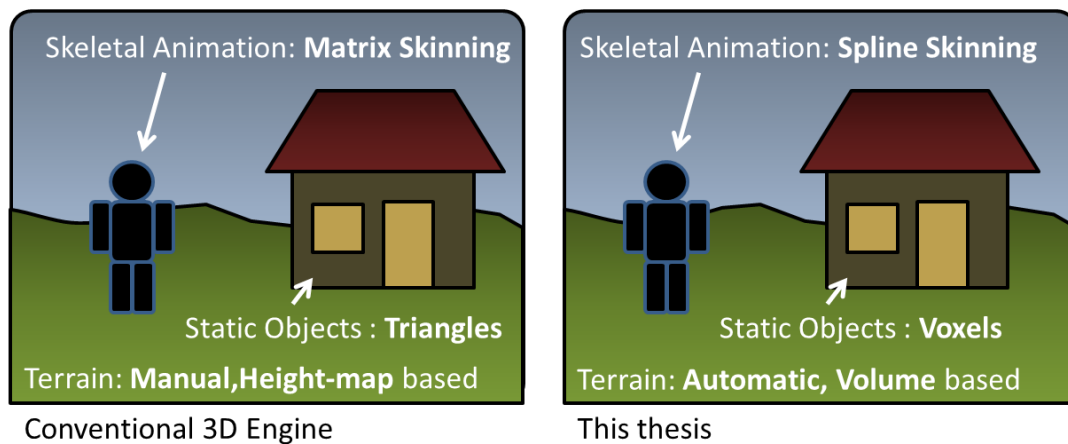 Skeletal Animation: Matrix Skinning
Static Objects : Triangles
Terrain: Manual,Height-map based
Conventional 3D Engine
Skeletal Animation: Spline Skinning
Static Objects : Voxels
Terrain: Automatic, Volume based
This thesis